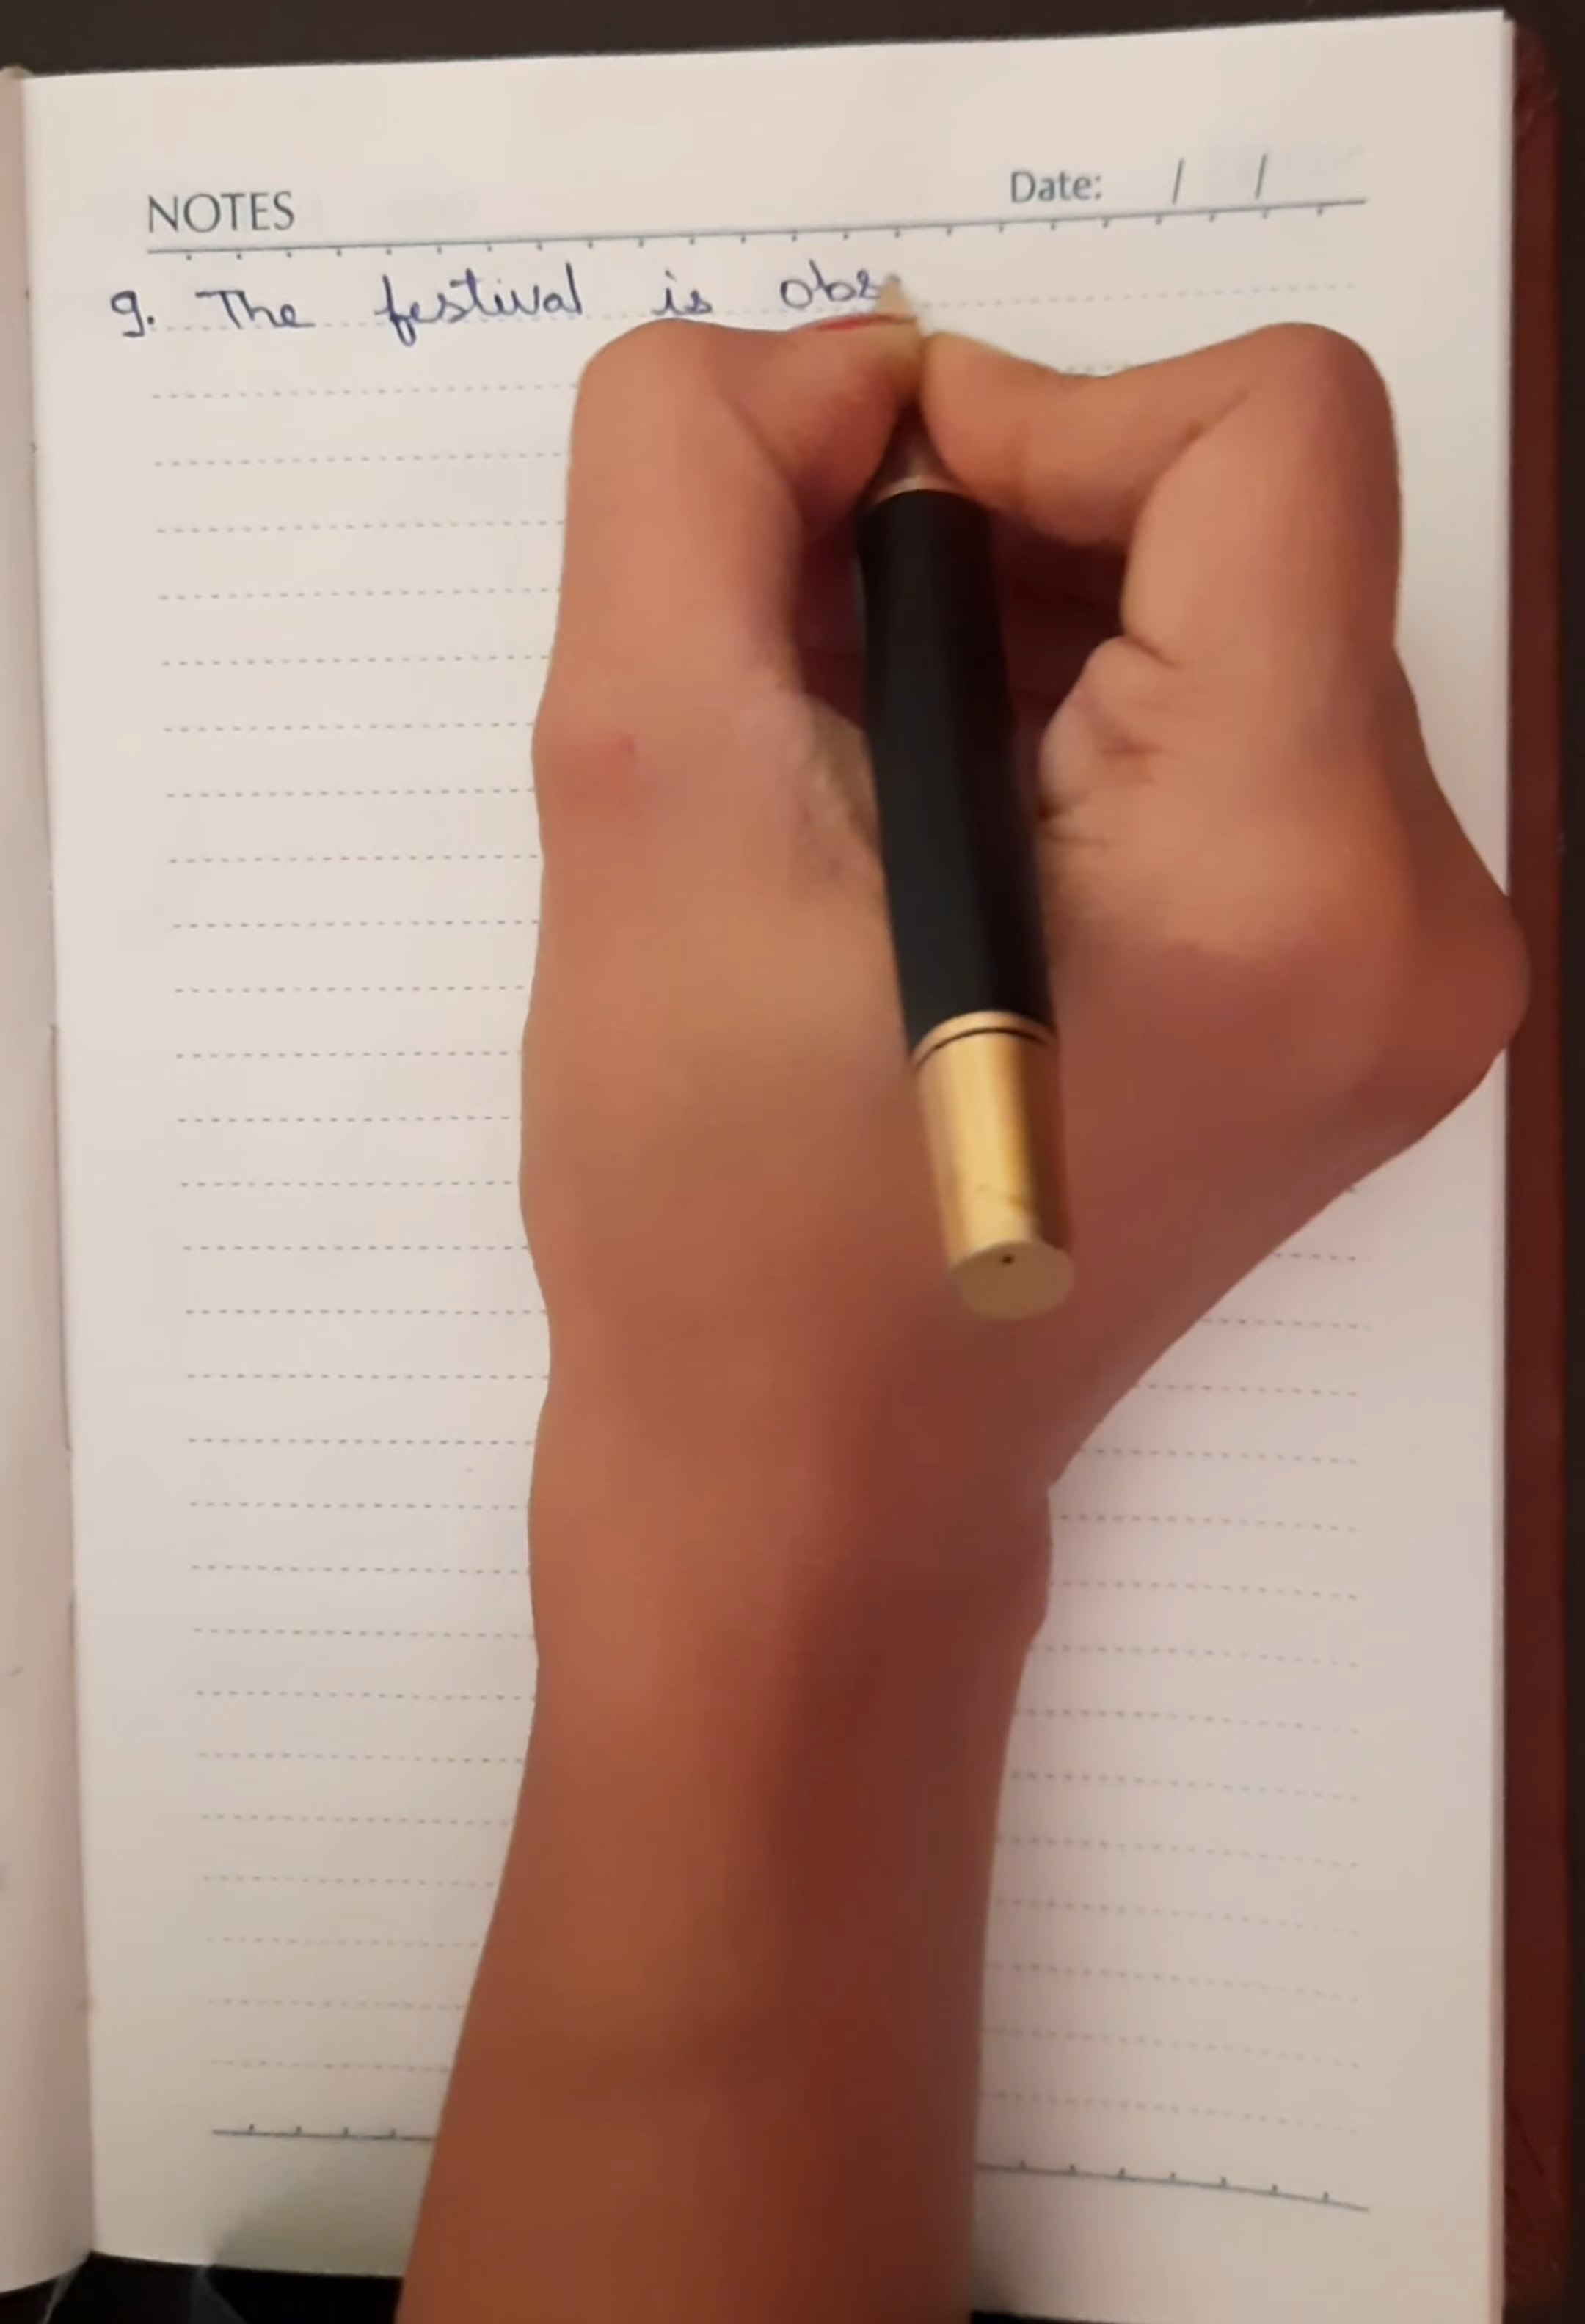 NOTES Date: / /
9. The festival is obs